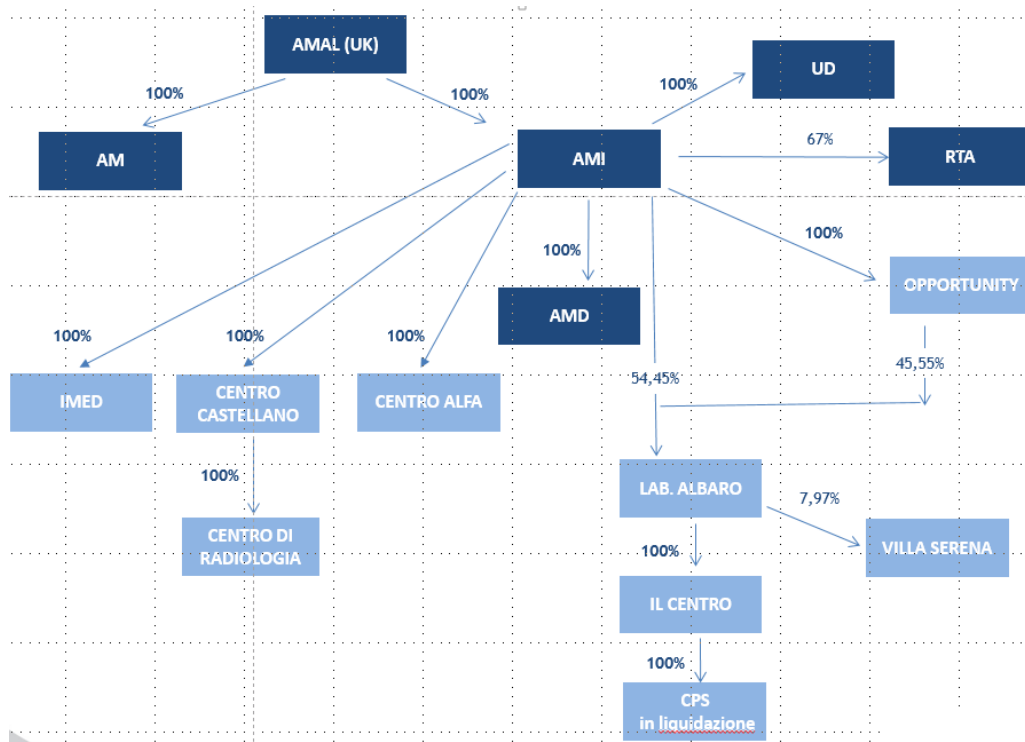 AMAL (UK)
UD
100%
100%
100%
AM
AMI
67%
RTA
100%
100%
OPPORTUNITY
AMD
100%
100%
100%
45,55%
54,45%
IMED
CENTRO
CASTELLANO
CENTRO ALFA
100%
LAB. ALBARO
7,97%
CENTRO DI
RADIOLOGIA
VILLA SERENA
100%
IL CENTRO
100%
CPS
in liquidazione